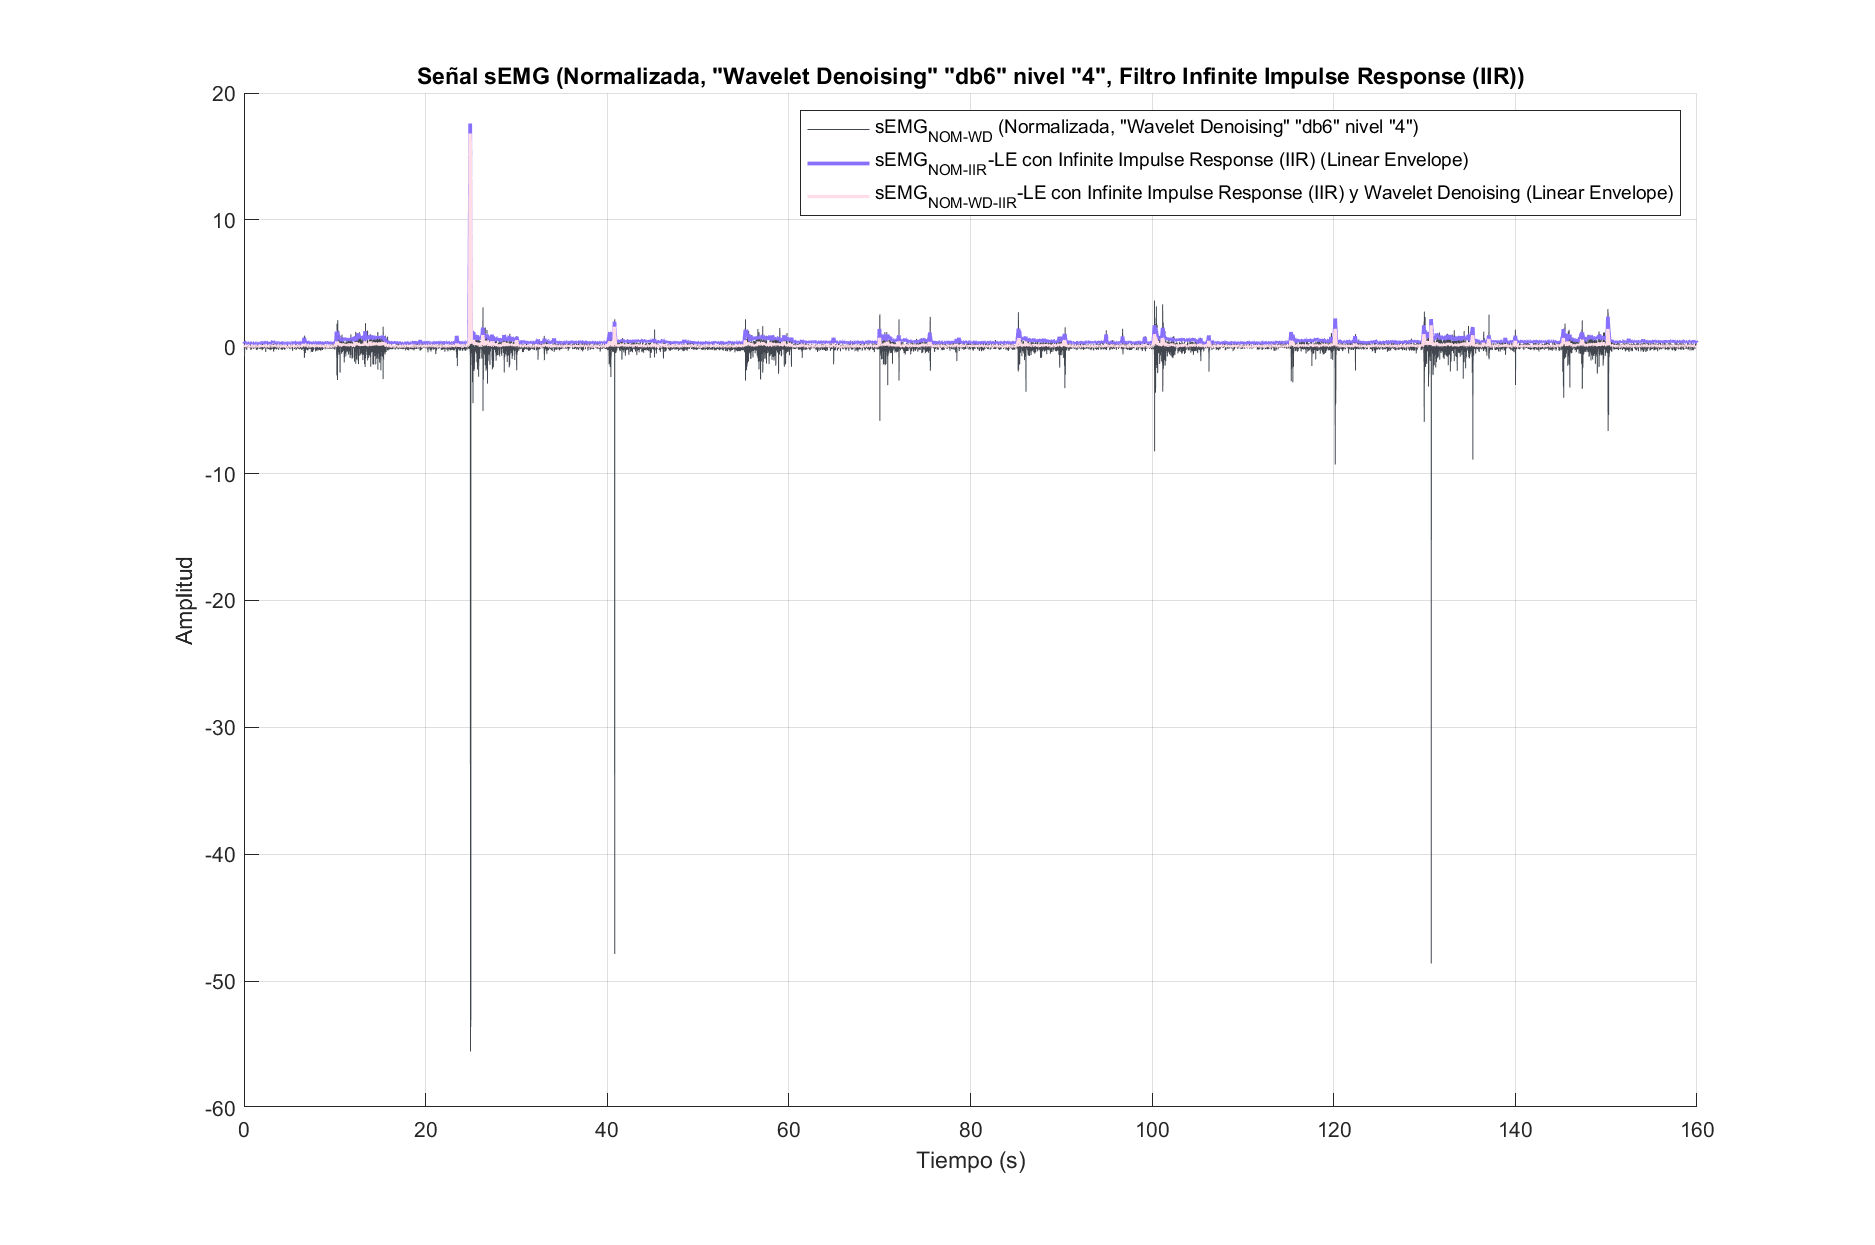 Señal sEMG (Normalizada, "Wavelet Denoising" "db6" nivel "4", Filtro Infinite Impulse Response (IIR))
sEMG_NOM-WD (Normalizada, "Wavelet Denoising" "db6" nivel "4")
sEMG_NOM-IIR-LE con Infinite Impulse Response (IIR) (Linear Envelope)
sEMG_NOM-WD-IIR-LE con Infinite Impulse Response (IIR) y Wavelet Denoising (Linear Envelope)
20
10
0
-10
-20
-30
-40
-50
-60
Amplitud
0 20 40 60 80 100 120 140 160
Tiempo (s)